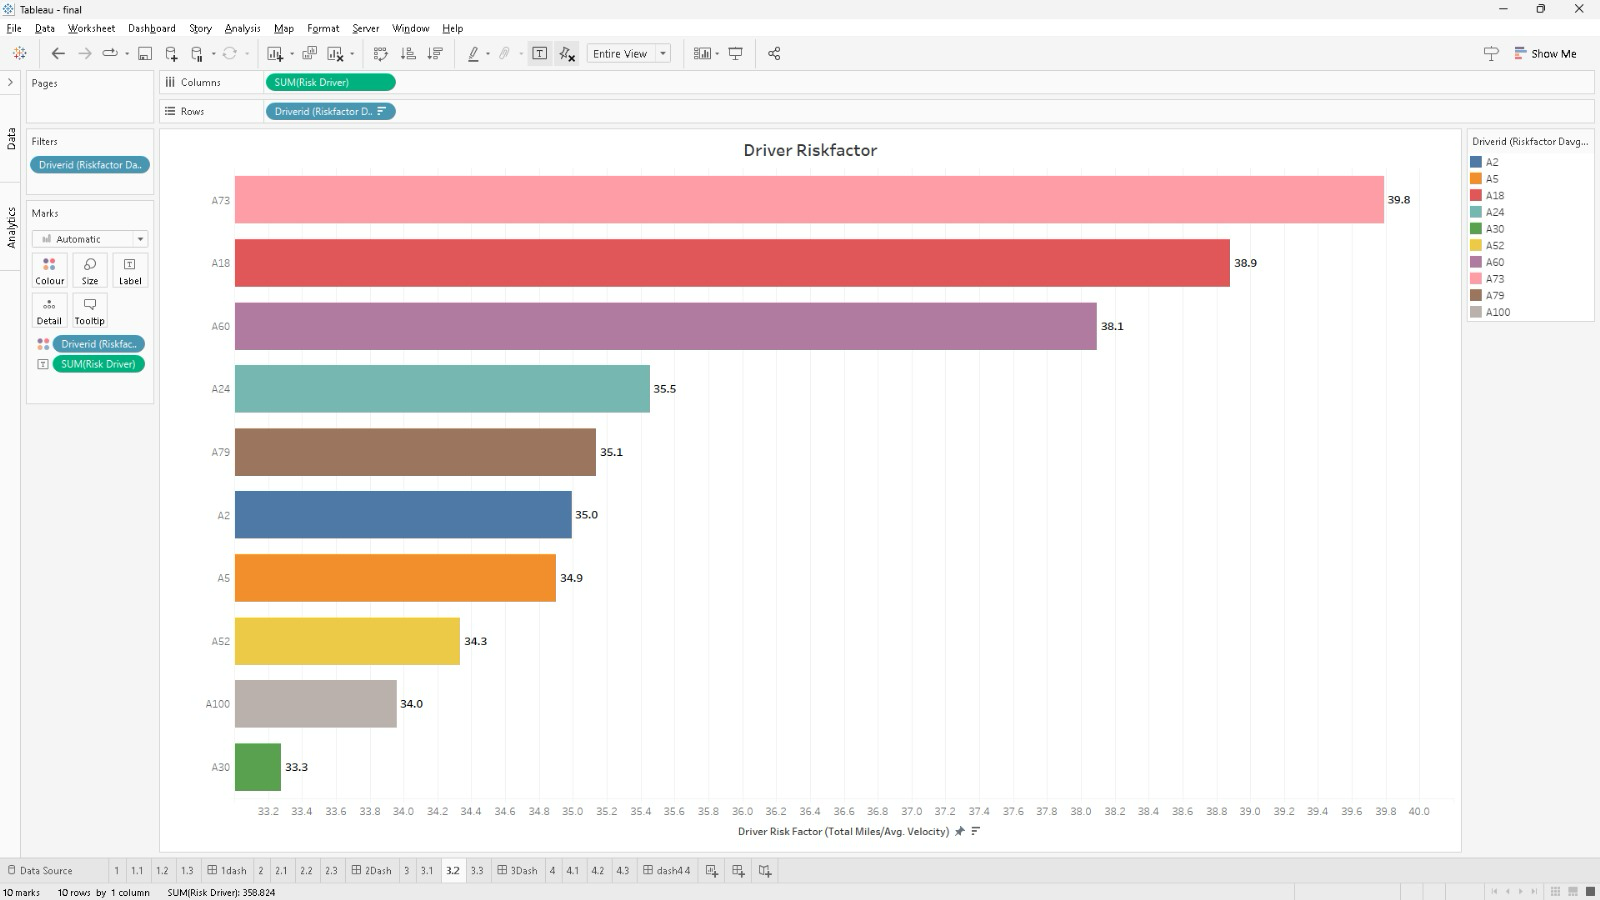 Tableau - final
File Data Worksheet Dashboard Story Analysis Map Format Server Window Help
Entire View
Show Me
Pages
Columns
SUM(Risk Driver)
Rows
Driverid (Riskfactor D..
Data
Analytics
Filters
Driverid (Riskfactor Da..
Marks
Automatic
Colour Size Label
Detail Tooltip
Driverid (Riskfac..
SUM(Risk Driver)
Driver Riskfactor
A73 39.8
A18 38.9
A60 38.1
A24 35.5
A79 35.1
A2 35.0
A5 34.9
A52 34.3
A100 34.0
A30 33.3
33.2 33.4 33.6 33.8 34.0 34.2 34.4 34.6 34.8 35.0 35.2 35.4 35.6 35.8 36.0 36.2 36.4 36.6 36.8 37.0 37.2 37.4 37.6 37.8 38.0 38.2 38.4 38.6 38.8 39.0 39.2 39.4 39.6 39.8 40.0
Driver Risk Factor (Total Miles/Avg. Velocity)
Driverid (Riskfactor Davg...
A2
A5
A18
A24
A30
A52
A60
A73
A79
A100
Data Source 1 1.1 1.2 1.3 1dash 2 2.1 2.2 2.3 2Dash 3 3.1 3.2 3.3 3Dash 4 4.1 4.2 4.3 dash4 4
10 marks 10 rows by 1 column SUM(Risk Driver): 358.824